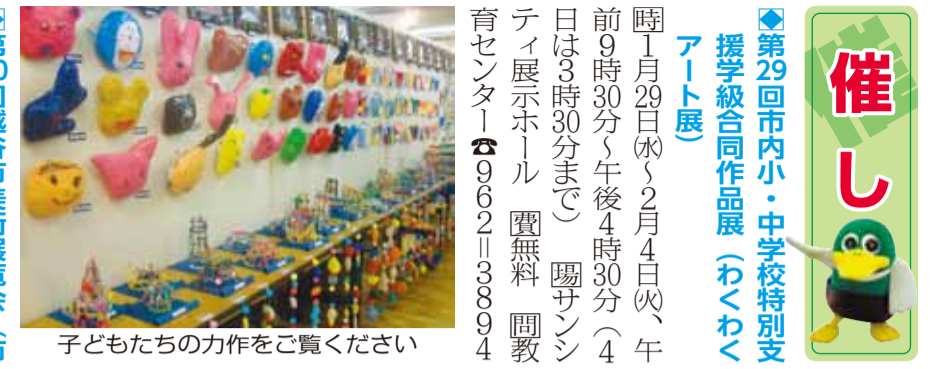 催し
◆第29回市内小・中学校特別支
援学級合同作品展（わくわく
アート展）
時1月29日㈬～2月4日㈫、午
前9時30分～午後4時30分（4
日は3時30分まで） 場サンシ
ティ展示ホール 費無料 問教
育センター☎962=3894
子どもたちの力作をご覧ください